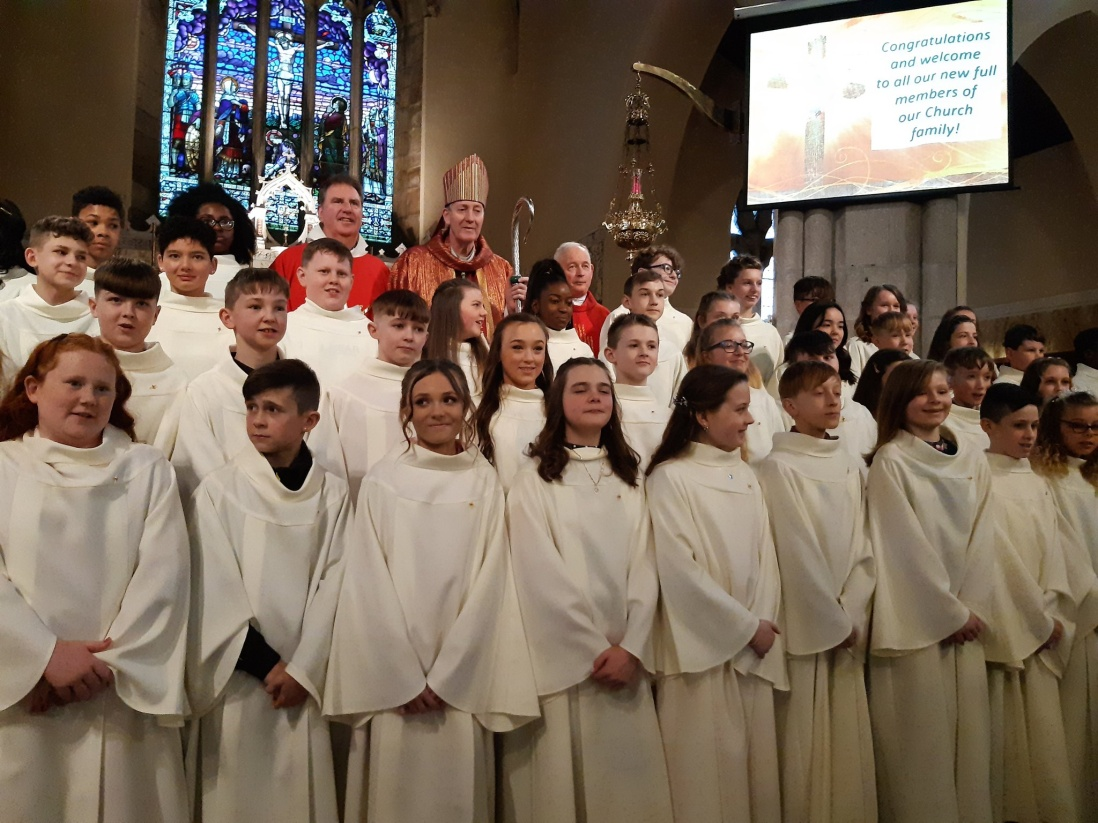 Congratulations
and welcome
to all our new full
members of
our Church
family!